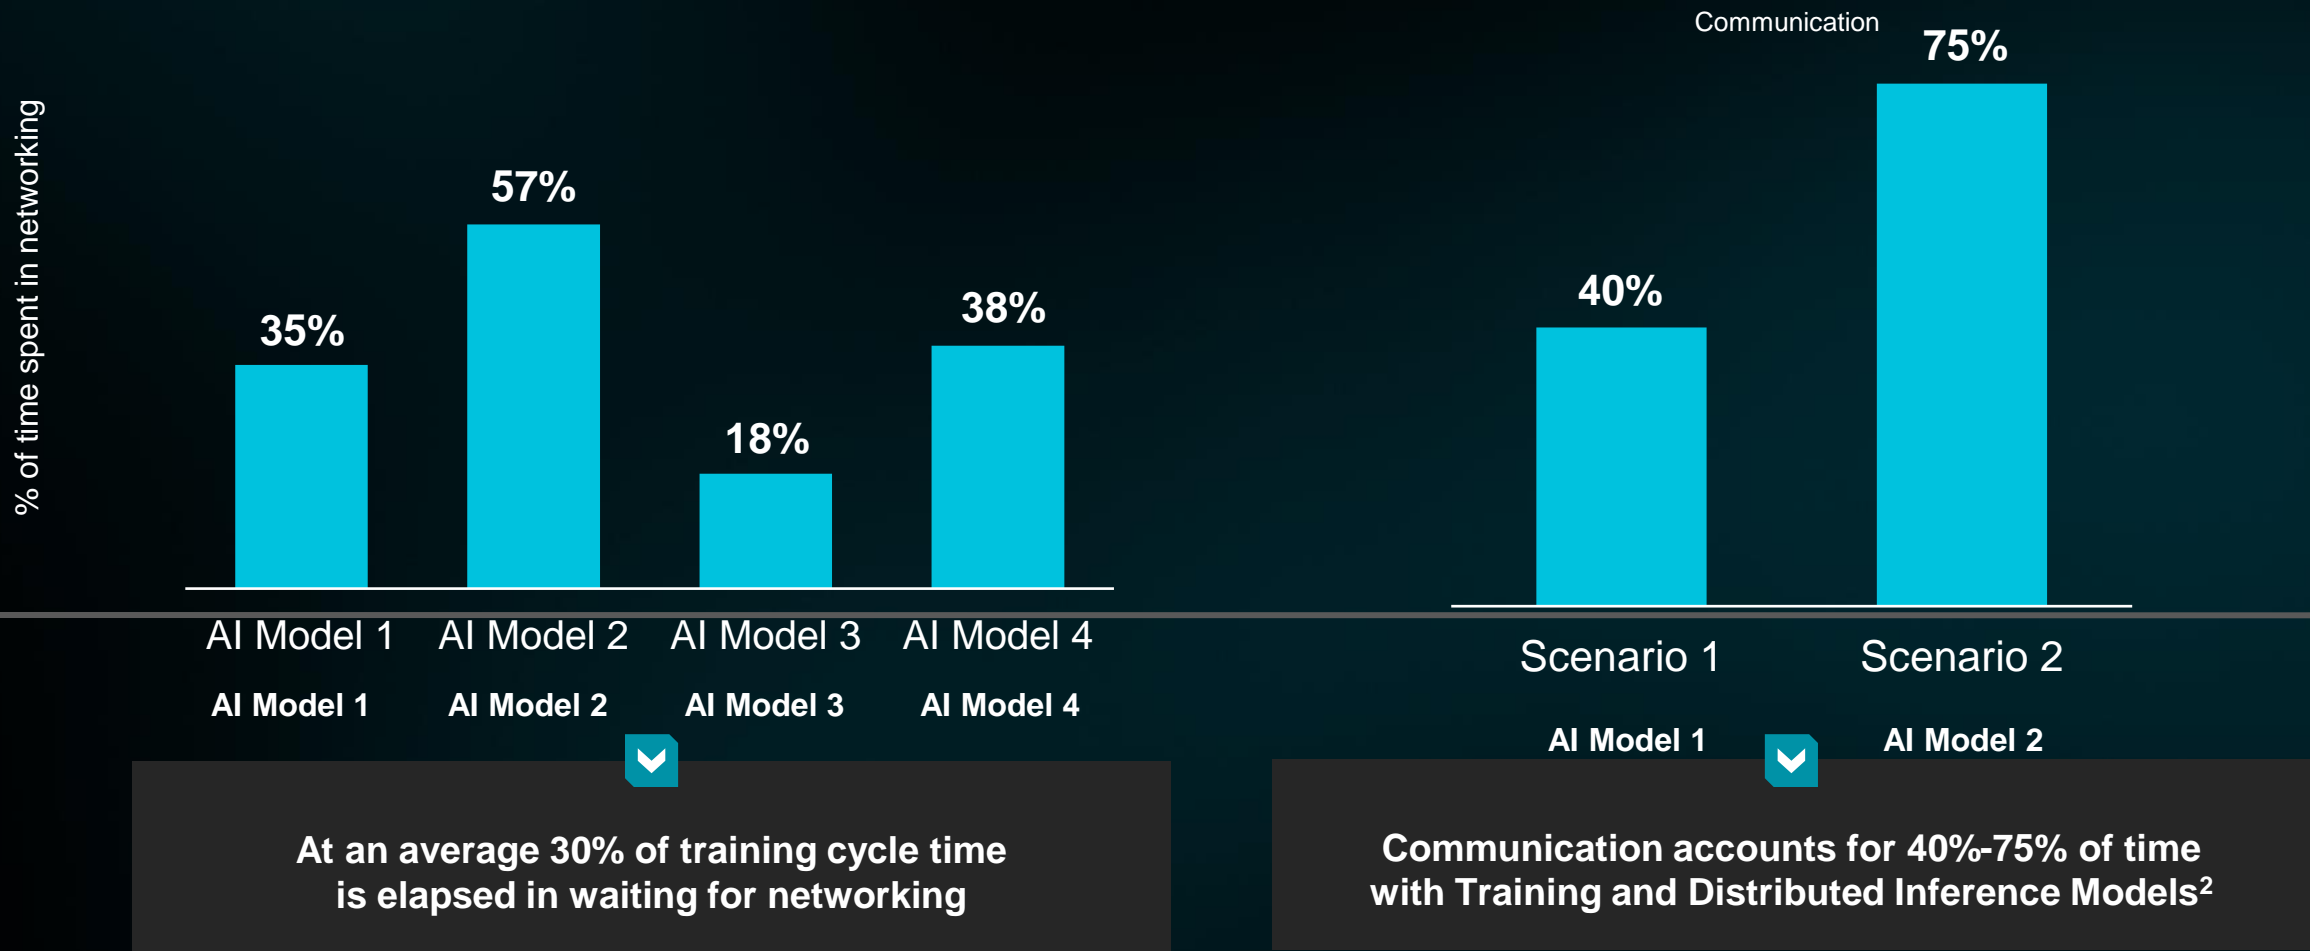 % of time spent in networking
35%
57%
18%
38%
AI Model 1
AI Model 2
AI Model 3
AI Model 4
AI Model 1
AI Model 2
AI Model 3
AI Model 4
At an average 30% of training cycle time
is elapsed in waiting for networking
Communication
40%
75%
Scenario 1
Scenario 2
AI Model 1
AI Model 2
Communication accounts for 40%-75% of time
with Training and Distributed Inference Models²